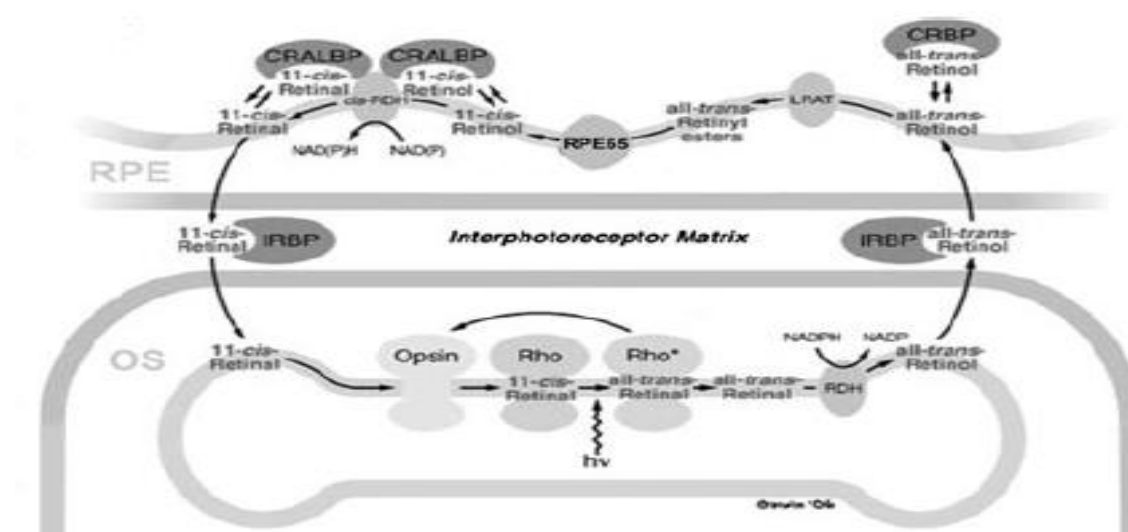 CRALBP
CRALBP
11-cis-
Retinal
11-cis-
Retinol
CRBP
all-trans-
Retinol
11-cis-
Retinal
cis-RDH
11-cis-
Retinol
RPE65
all-trans-
Retinyl
esters
LRAT
all-trans-
Retinol
NAD(P)H
NAD(P)
RPE
11-cis-
Retinal
IRBP
Interphotoreceptor Matrix
IRBP
all-trans-
Retinol
OS
11-cis-
Retinal
Opsin
Rho
11-cis-
Retinal
Rho*
all-trans-
Retinal
all-trans-
Retinal
NADPH
NADP
RDH
all-trans-
Retinol
hν